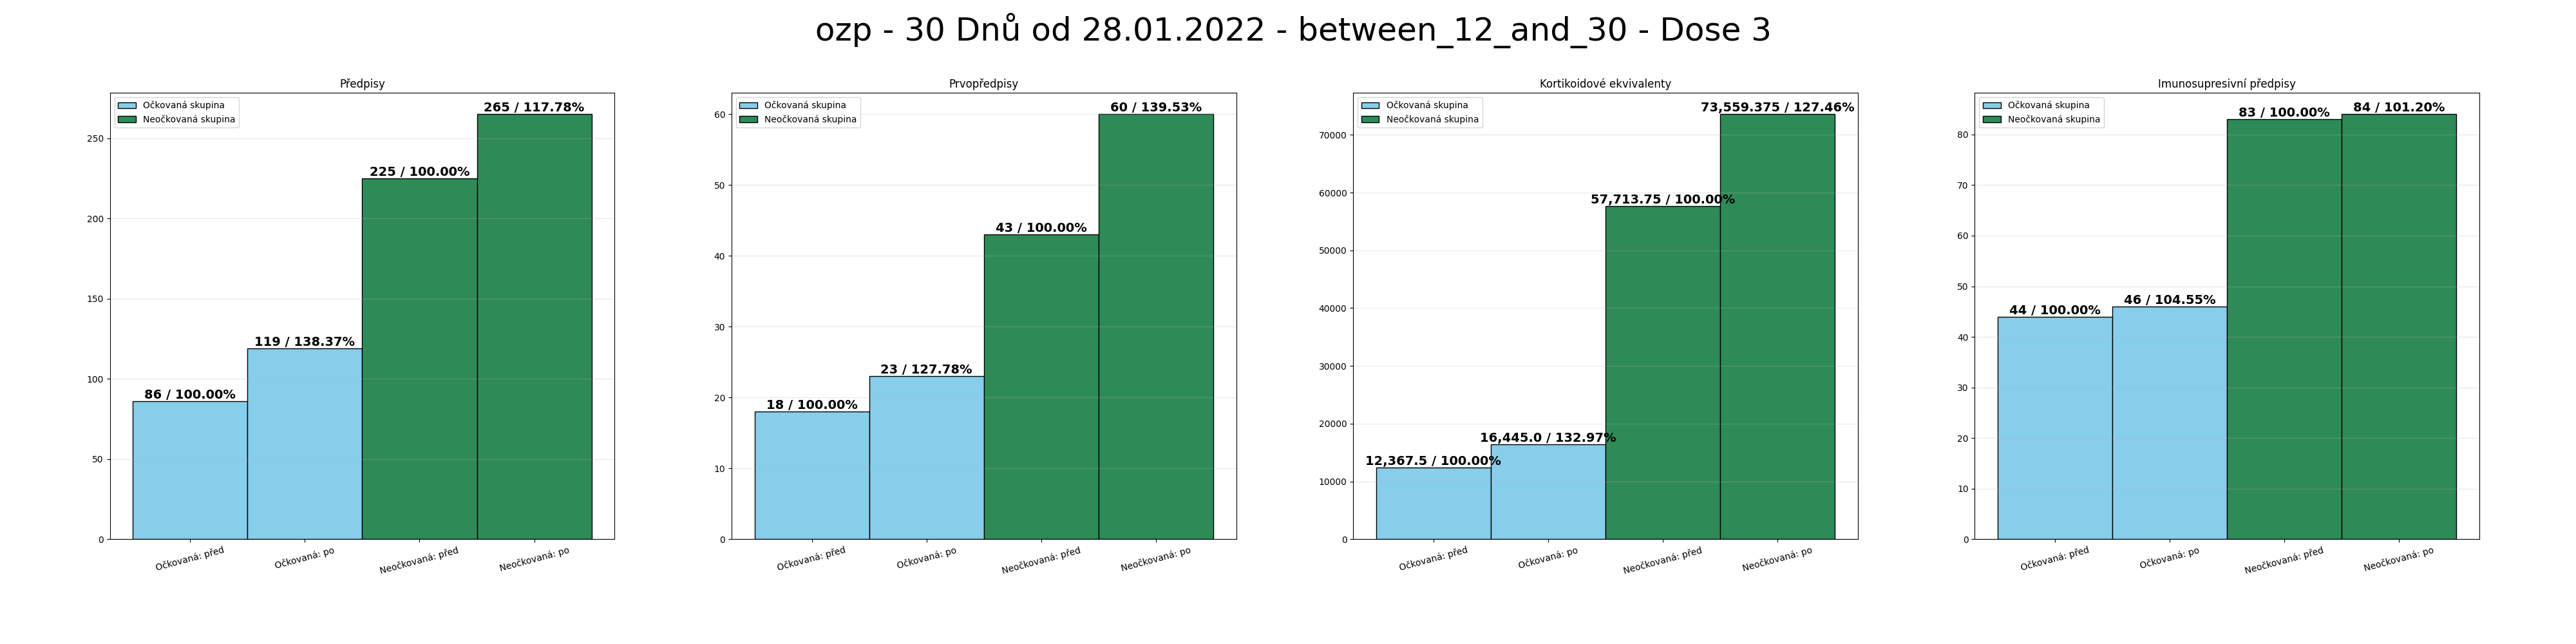 ozp - 30 Dnů od 28.01.2022 - between_12_and_30 - Dose 3
Předpisy
Očkovaná skupina
Neočkovaná skupina
0
50
100
150
200
250
86 / 100.00%
119 / 138.37%
225 / 100.00%
265 / 117.78%
Očkovaná: před
Očkovaná: po
Neočkovaná: před
Neočkovaná: po
Prvopředpisy
Očkovaná skupina
Neočkovaná skupina
0
10
20
30
40
50
60
18 / 100.00%
23 / 127.78%
43 / 100.00%
60 / 139.53%
Očkovaná: před
Očkovaná: po
Neočkovaná: před
Neočkovaná: po
Kortikoidové ekvivalenty
Očkovaná skupina
Neočkovaná skupina
0
10000
20000
30000
40000
50000
60000
70000
12,367.5 / 100.00%
16,445.0 / 132.97%
57,713.75 / 100.00%
73,559.375 / 127.46%
Očkovaná: před
Očkovaná: po
Neočkovaná: před
Neočkovaná: po
Imunosupresivní předpisy
Očkovaná skupina
Neočkovaná skupina
0
10
20
30
40
50
60
70
80
44 / 100.00%
46 / 104.55%
83 / 100.00%
84 / 101.20%
Očkovaná: před
Očkovaná: po
Neočkovaná: před
Neočkovaná: po